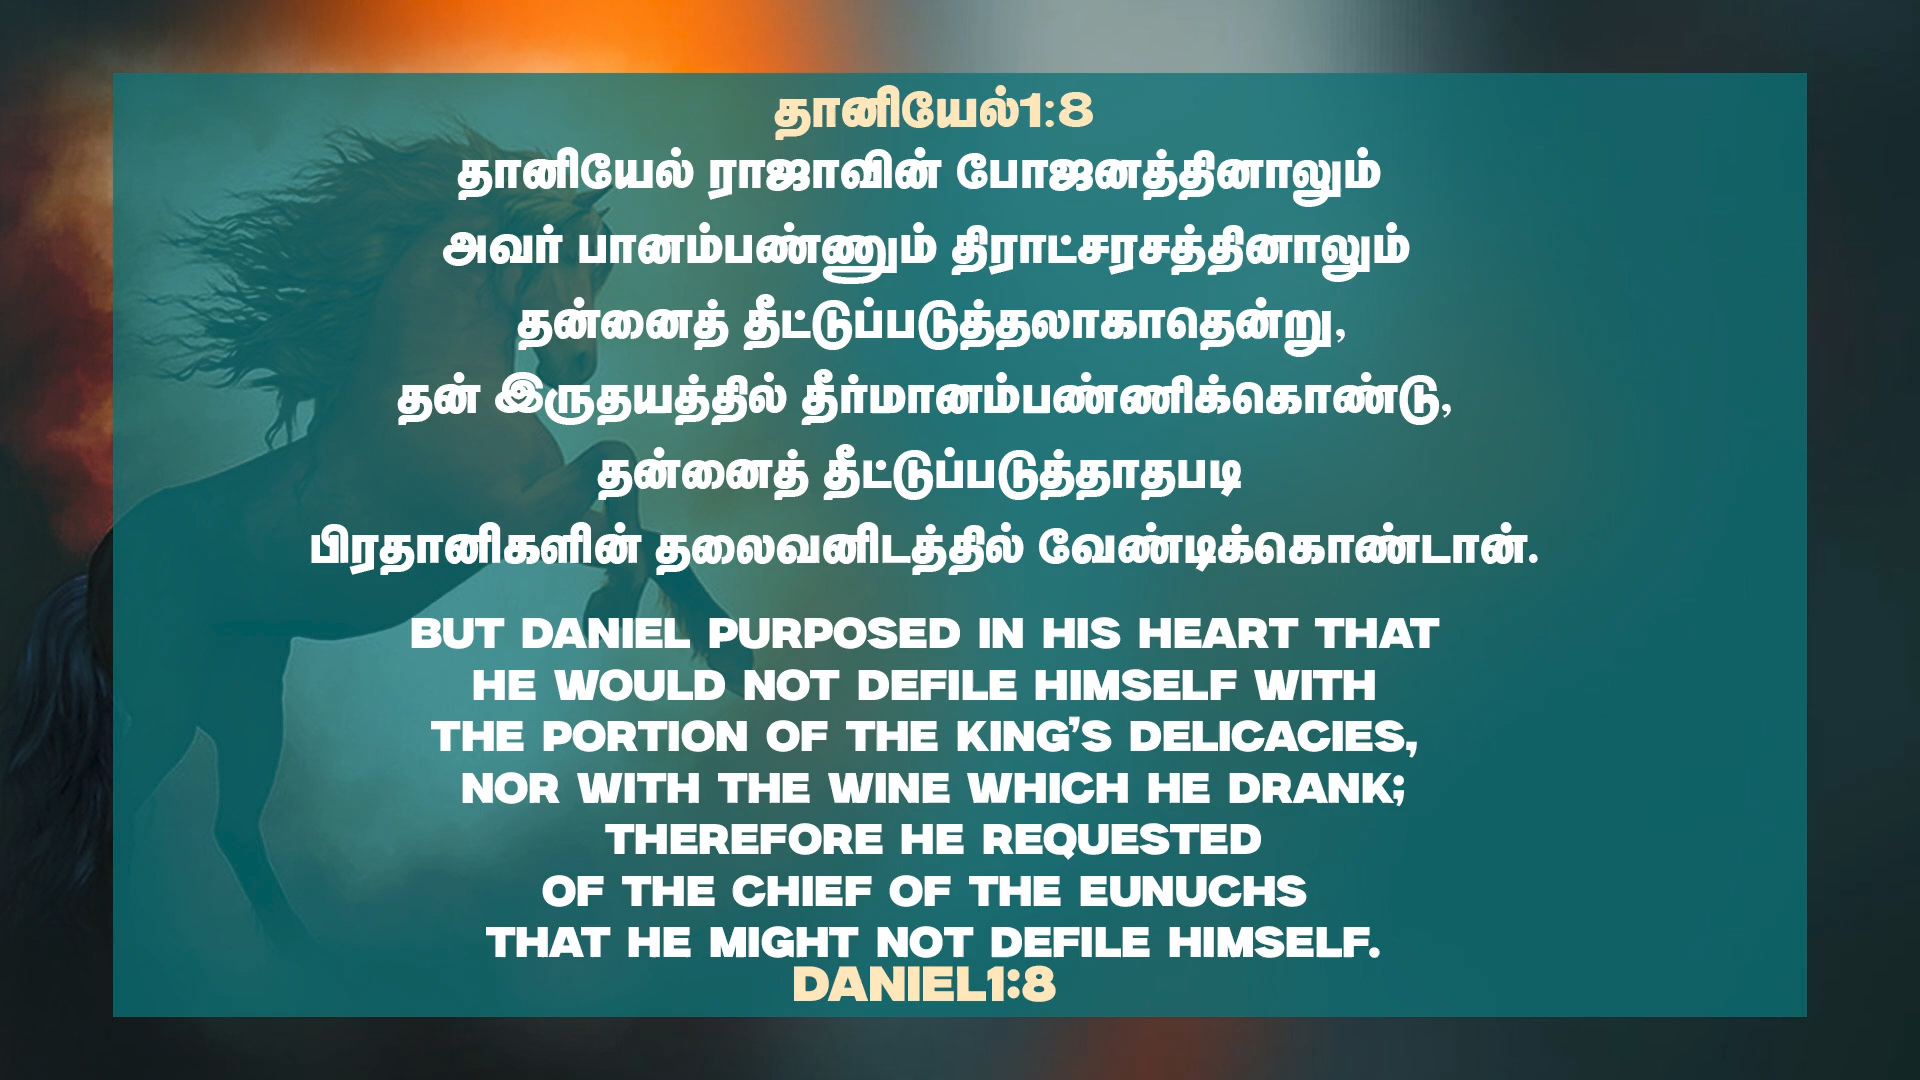 தானியேல்1:8
தானியேல் ராஜாவின் போஜனத்தினாலும்
அவர் பானம்பண்ணும் திராட்சரசத்தினாலும்
தன்னைத் தீட்டுப்படுத்தலாகாதென்று,
தன் இருதயத்தில் தீர்மானம்பண்ணிக்கொண்டு,
தன்னைத் தீட்டுப்படுத்தாதபடி
பிரதானிகளின் தலைவனிடத்தில் வேண்டிக்கொண்டான்.
BUT DANIEL PURPOSED IN HIS HEART THAT
HE WOULD NOT DEFILE HIMSELF WITH
THE PORTION OF THE KING’S DELICACIES,
NOR WITH THE WINE WHICH HE DRANK;
THEREFORE HE REQUESTED
OF THE CHIEF OF THE EUNUCHS
THAT HE MIGHT NOT DEFILE HIMSELF.
DANIEL1:8